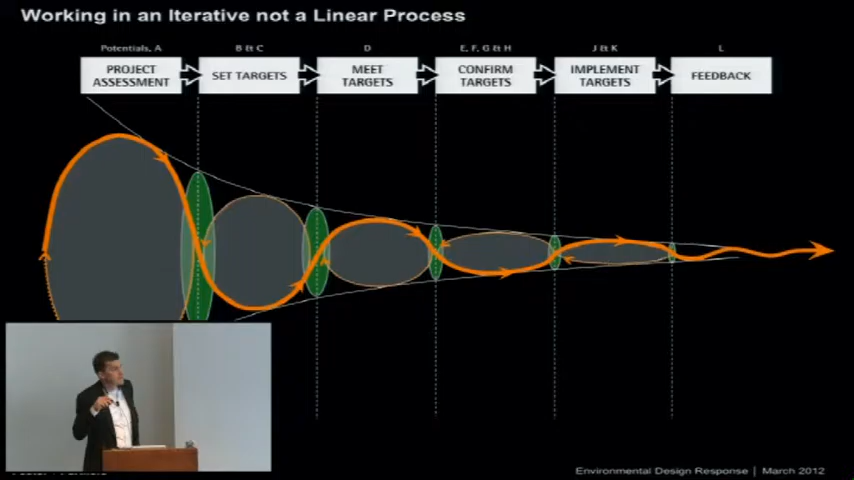 Working in an Iterative not a Linear Process
Potentials, A
B & C
D
E, F, G & H
J & K
L
PROJECT
ASSESSMENT
SET TARGETS
MEET
TARGETS
CONFIRM
TARGETS
IMPLEMENT
TARGETS
FEEDBACK
Environmental Design Response | March 2012